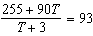 (255 + 90T)/(T + 3) = 93